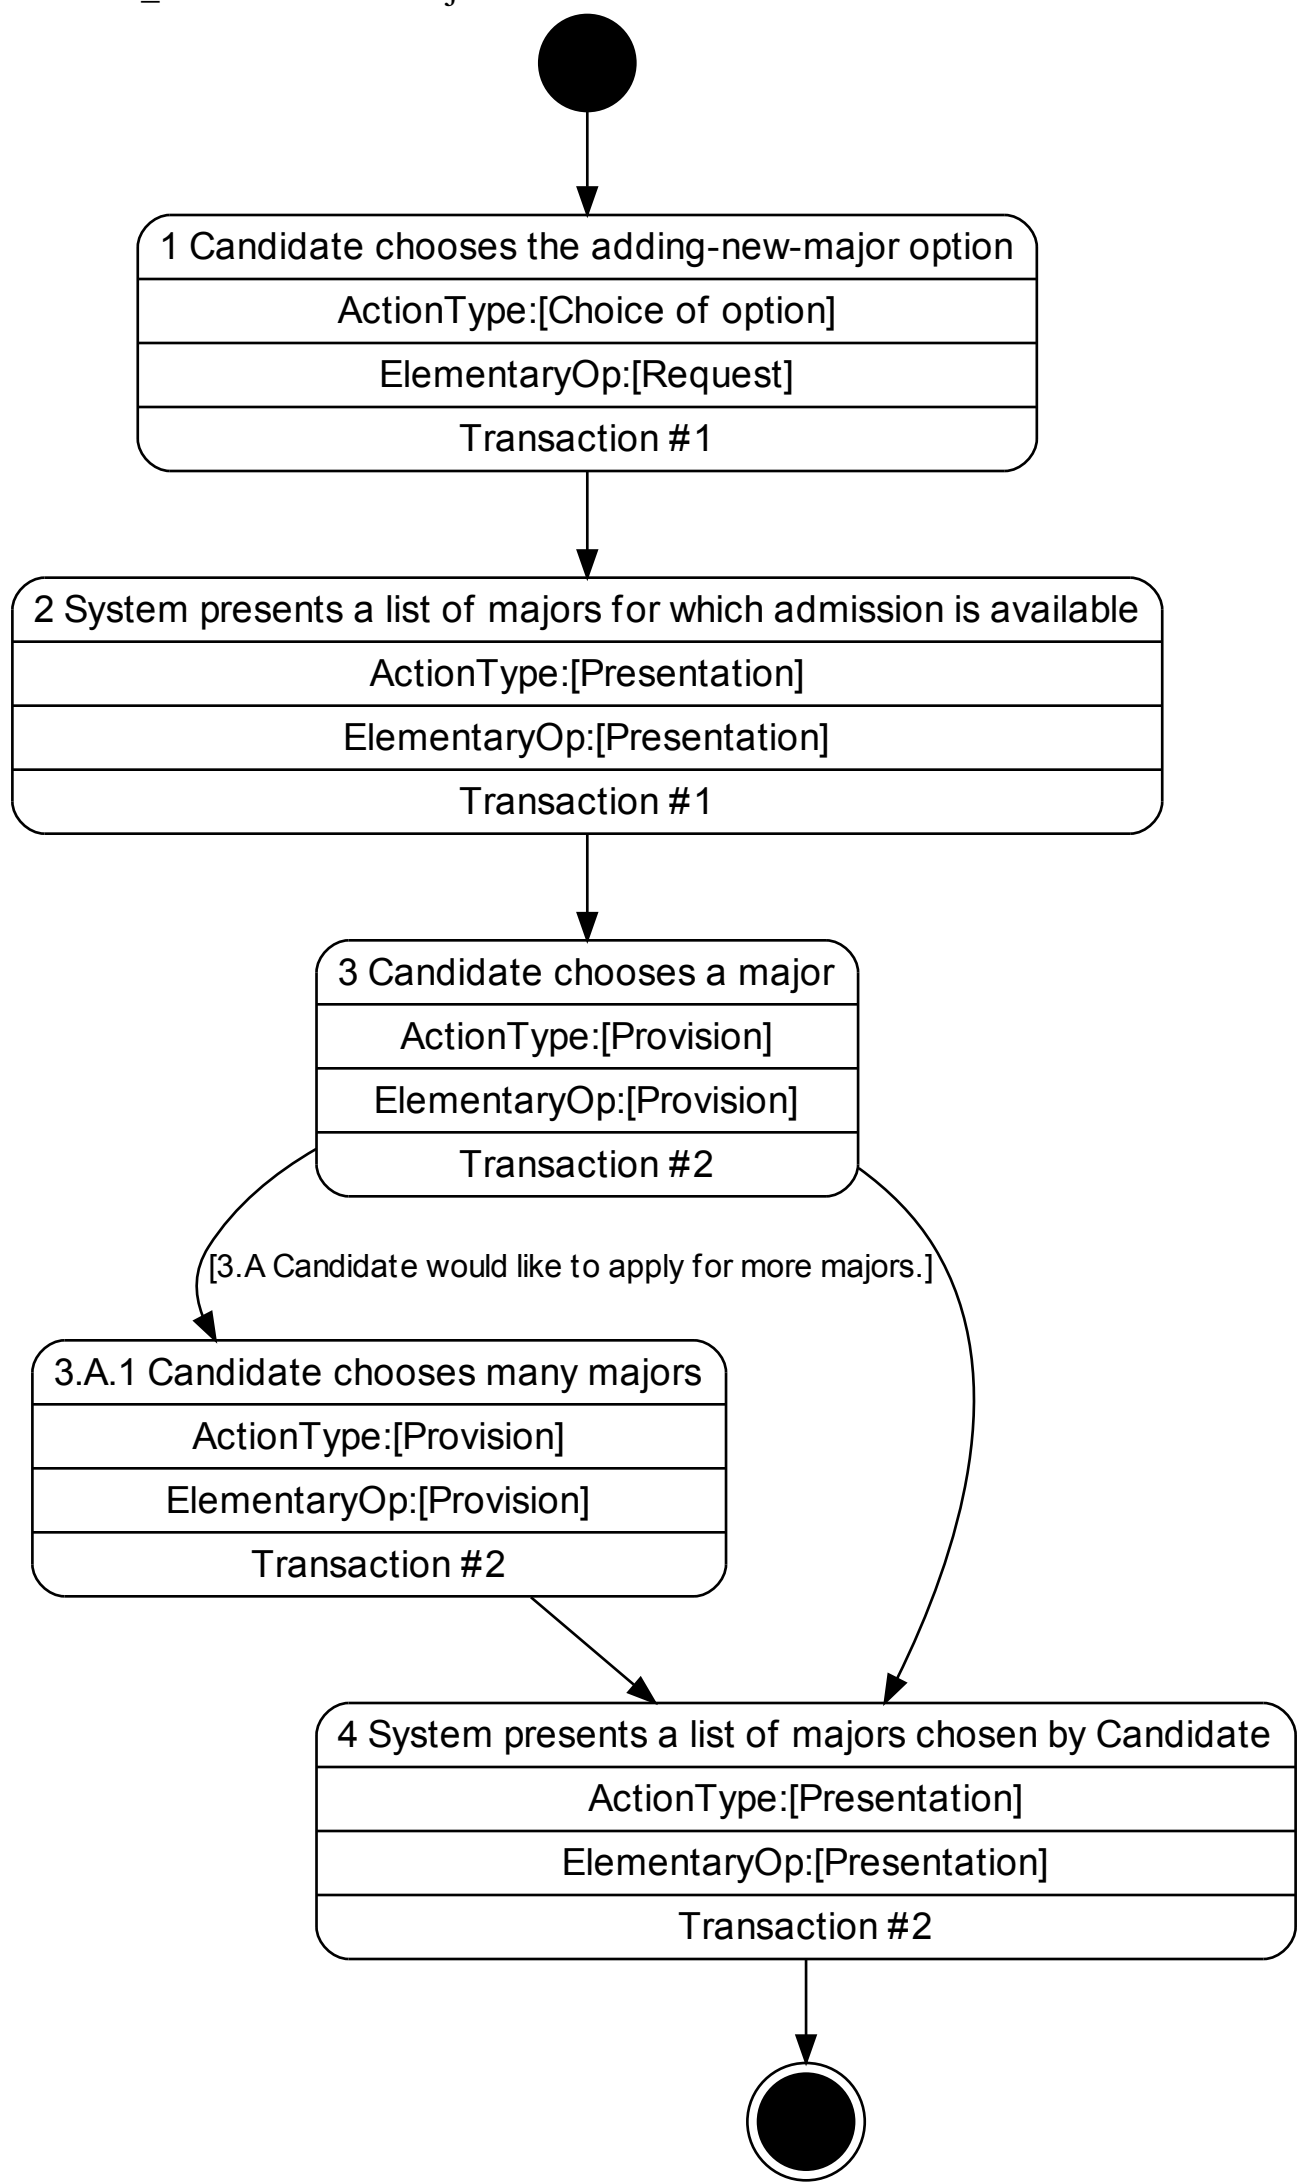 1 Candidate chooses the adding-new-major option
ActionType:[Choice of option]
ElementaryOp:[Request]
Transaction #1
2 System presents a list of majors for which admission is available
ActionType:[Presentation]
ElementaryOp:[Presentation]
Transaction #1
3 Candidate chooses a major
ActionType:[Provision]
ElementaryOp:[Provision]
Transaction #2
[3.A Candidate would like to apply for more majors.]
3.A.1 Candidate chooses many majors
ActionType:[Provision]
ElementaryOp:[Provision]
Transaction #2
4 System presents a list of majors chosen by Candidate
ActionType:[Presentation]
ElementaryOp:[Presentation]
Transaction #2